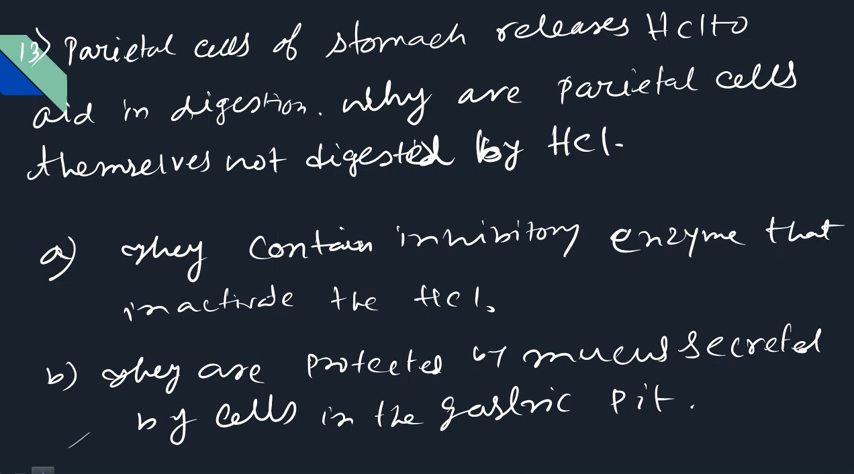 13) Parietal cells of stomach releases HCl to
aid in digestion. Why are parietal cells
themselves not digested by HCl.
a) They contain inhibitory enzyme that
inactivate the HCl.
b) They are protected by mucus secreted
by cells in the gastric pit.